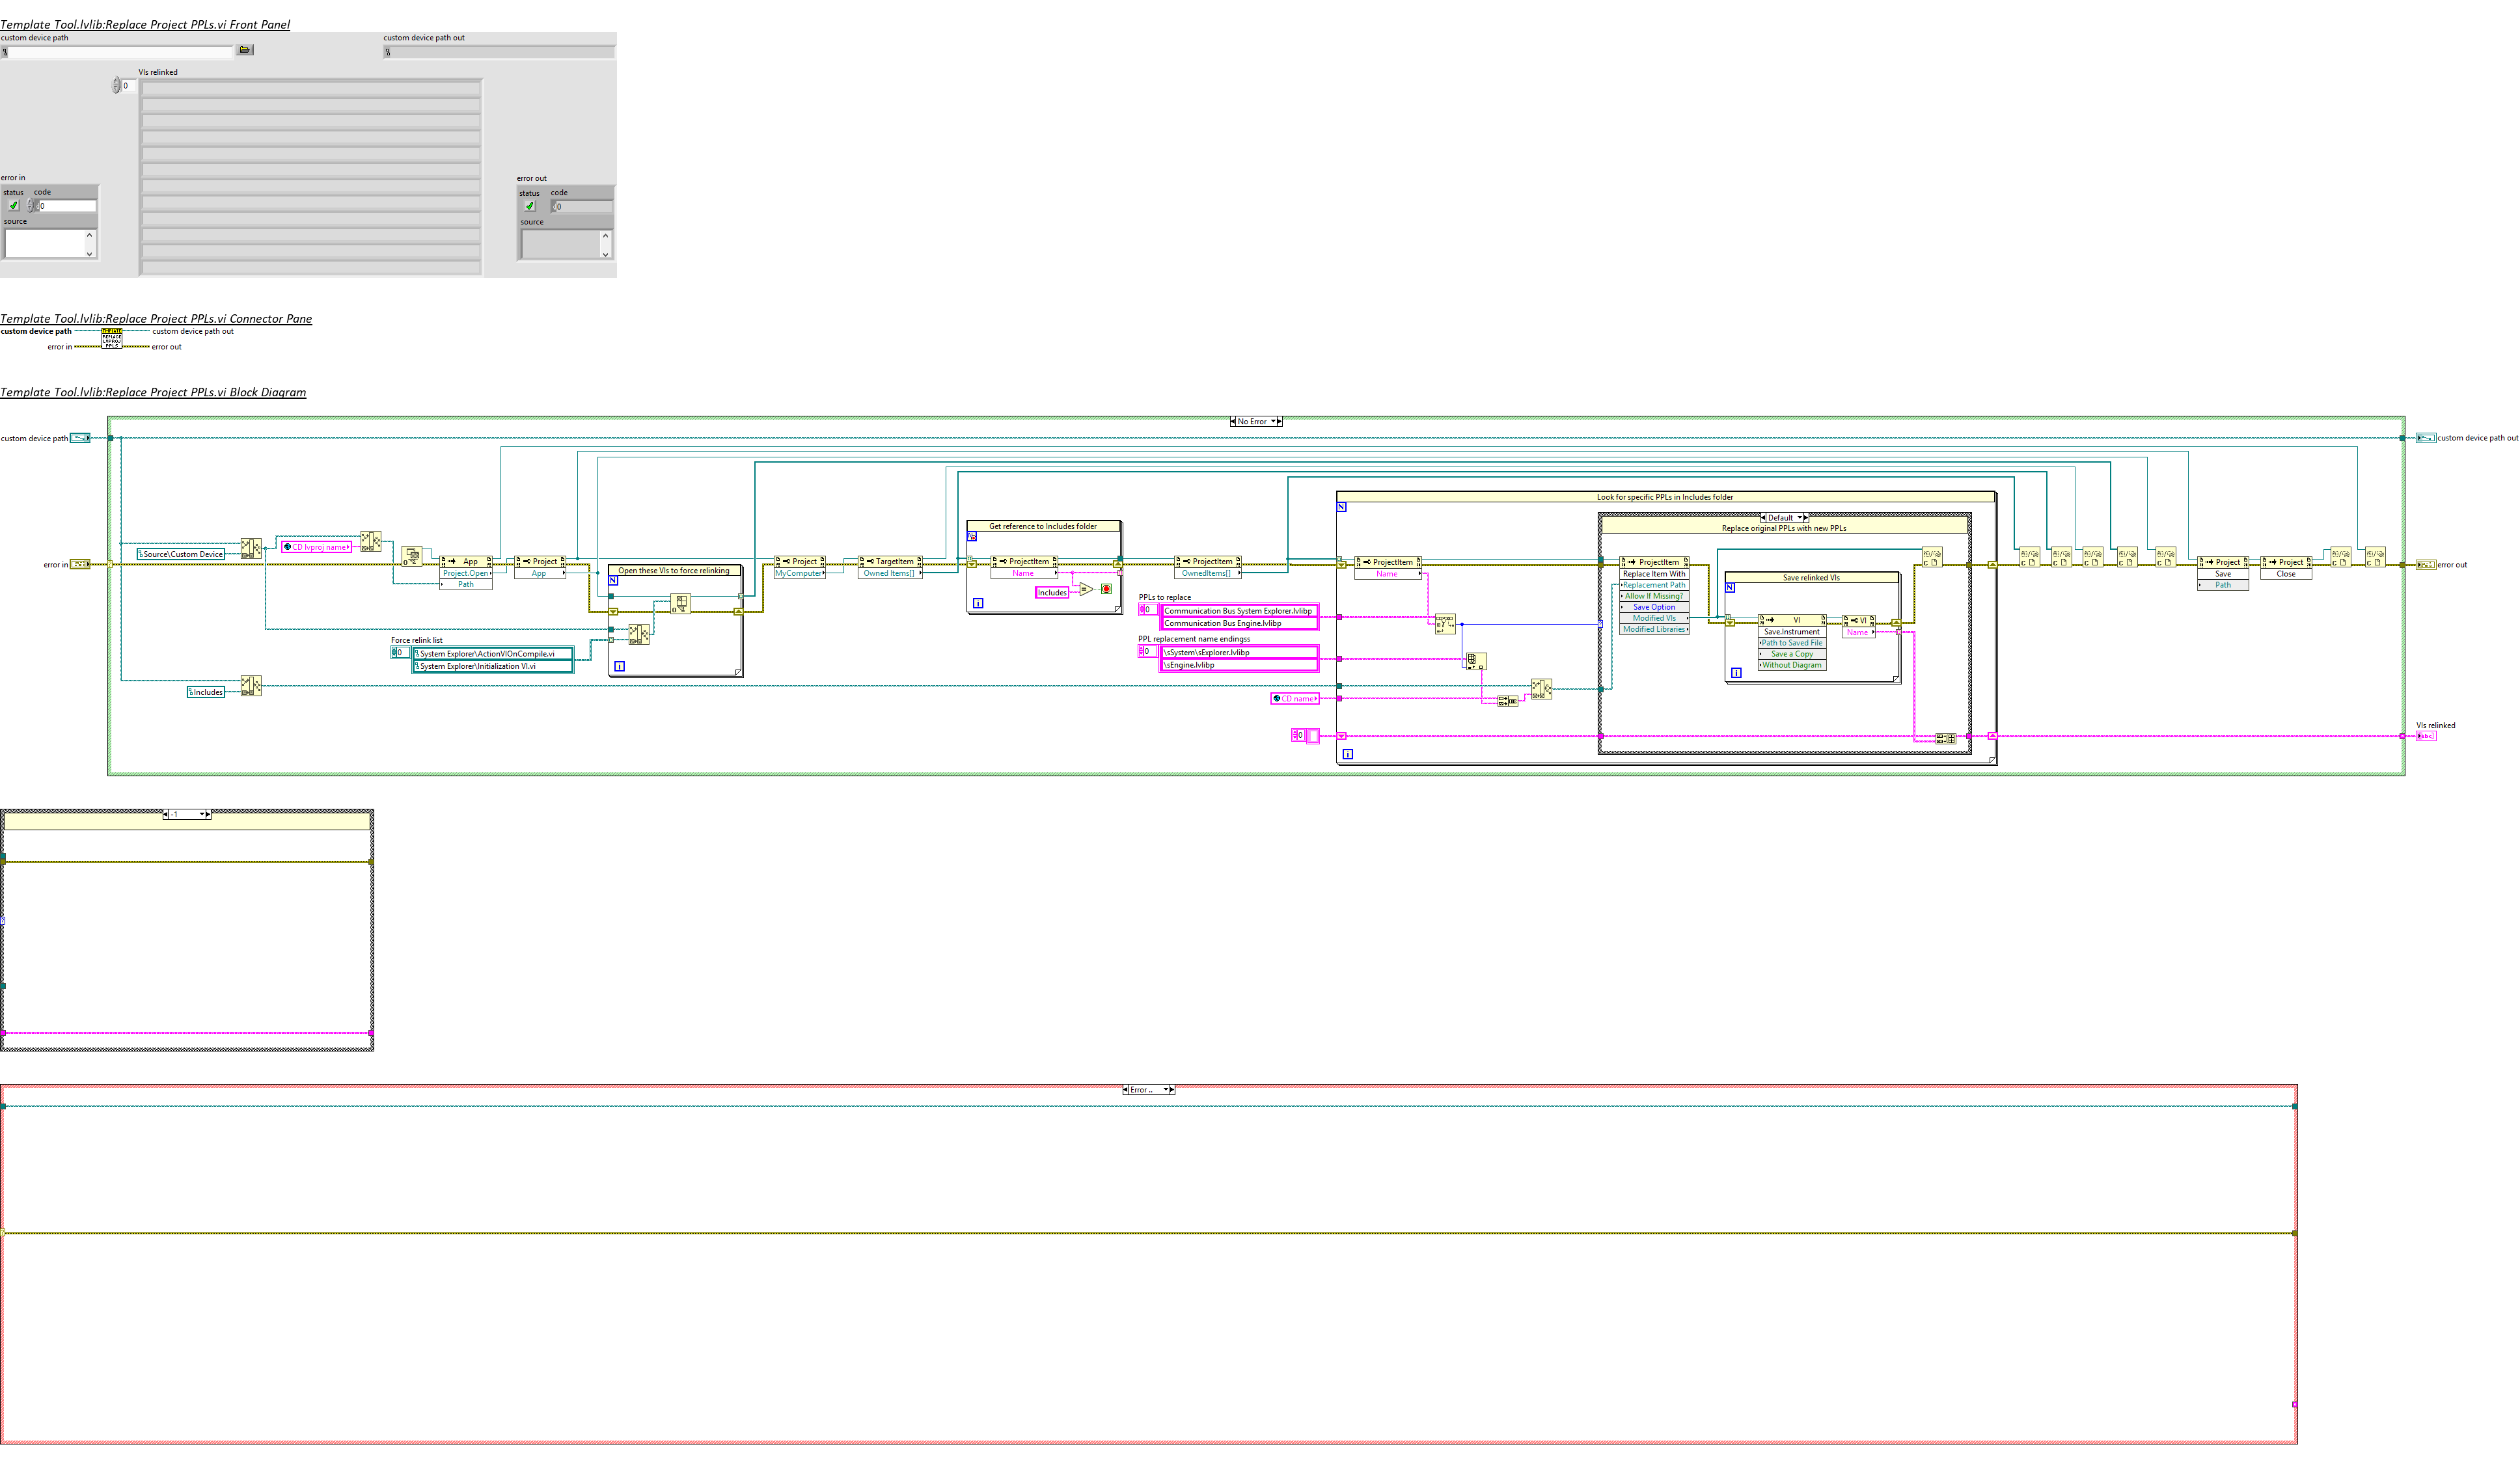 Template Tool.lvlib:Replace Project PPLs.vi Front Panel
custom device path
custom device path out
VIs relinked
0
error in
status code
0
source
error out
status code
0
source
Template Tool.lvlib:Replace Project PPLs.vi Connector Pane
custom device path
custom device path out
TEMPLATE
REPLACE
LVPROJ
PPLS
error in
error out
Template Tool.lvlib:Replace Project PPLs.vi Block Diagram
No Error
custom device path
custom device path out
Look for specific PPLs in Includes folder
N
Default
Replace original PPLs with new PPLs
Get reference to Includes folder
N
CD lvproj name
Source\Custom Device
error in
App
Project.Open
Path
Project
App
Open these VIs to force relinking
N
i
Project
MyComputer
TargetItem
Owned Items[]
ProjectItem
Name
Includes
i
ProjectItem
OwnedItems[]
ProjectItem
Name
ProjectItem
Replace Item With
Replacement Path
Allow If Missing?
Save Option
Modified VIs
Modified Libraries
Save relinked VIs
N
VI
Save.Instrument
Path to Saved File
Save a Copy
Without Diagram
VI
Name
i
Project
Save
Path
Project
Close
error out
PPLs to replace
0
Communication Bus System Explorer.lvlibp
Communication Bus Engine.lvlibp
PPL replacement name endingss
0
\sSystem\sExplorer.lvlibp
\sEngine.lvlibp
Force relink list
0
System Explorer\ActionVIOnCompile.vi
System Explorer\Initialization VI.vi
Includes
CD name
0
i
VIs relinked
abc
-1
Error ..